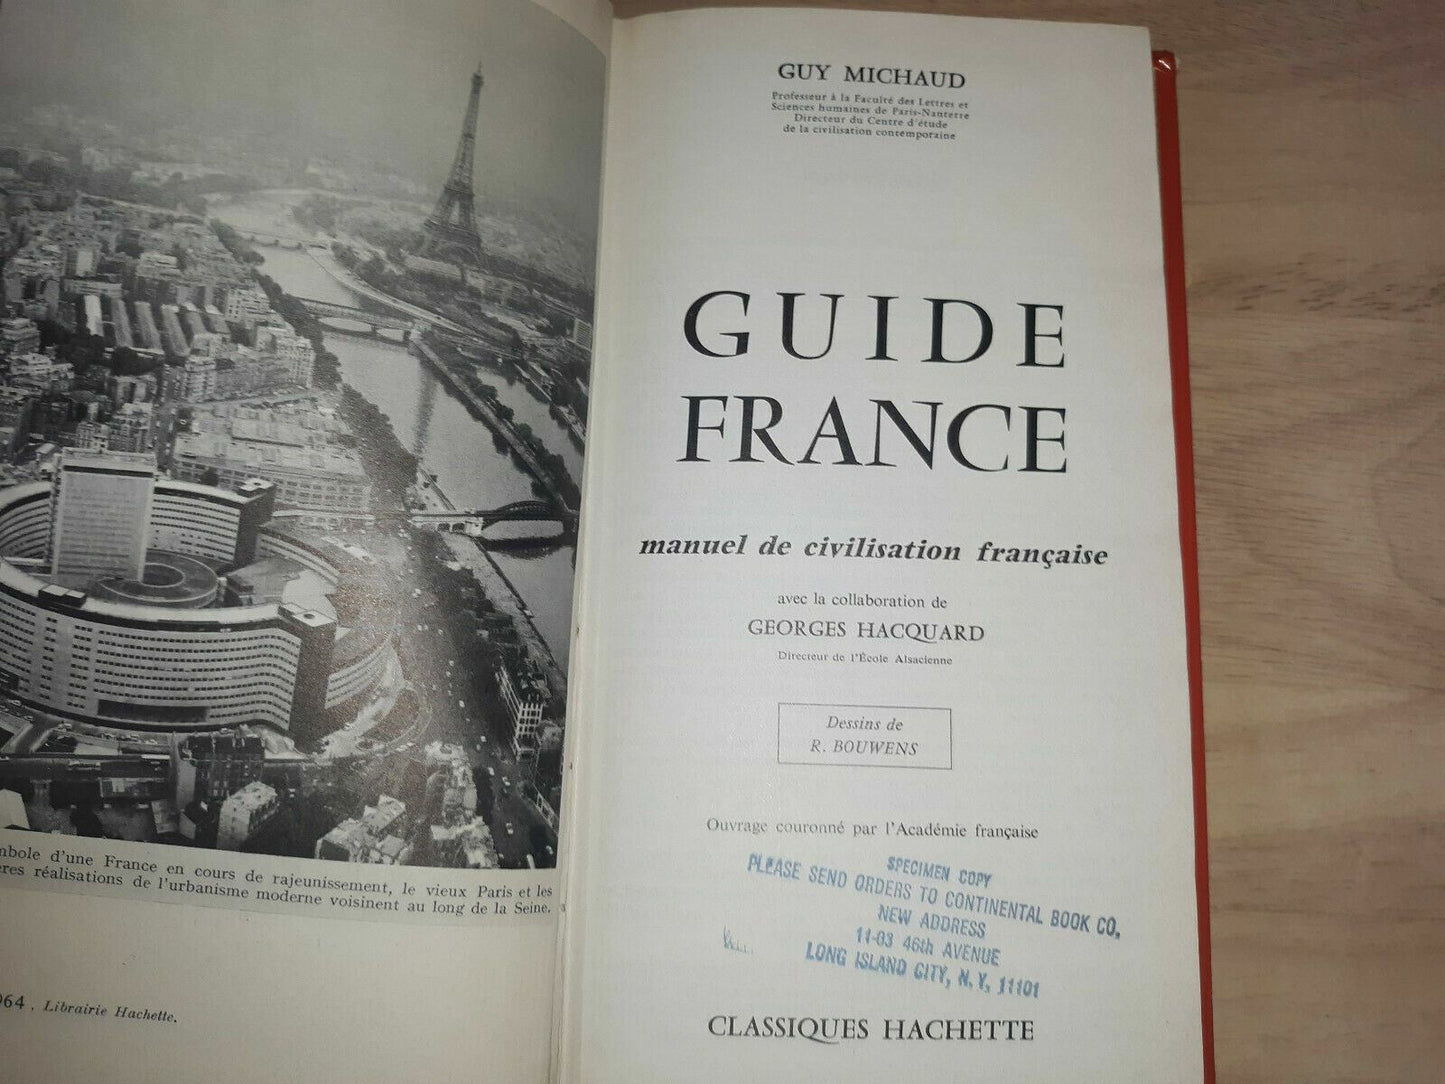 mbole d'une France en cours de rajeunissement, le vieux Paris et les
ères réalisations de l'urbanisme moderne voisinent au long de la Seine.
964, Librairie Hachette.
GUY MICHAUD
Professeur à la Faculté des Lettres et
Sciences humaines de Paris-Nanterre
Directeur du Centre d'étude
de la civilisation contemporaine
GUIDE
FRANCE
manuel de civilisation française
avec la collaboration de
GEORGES HACQUARD
Directeur de l'École Alsacienne
Dessins de
R. BOUWENS
Ouvrage couronné par l'Académie française
SPECIMEN COPY
PLEASE SEND ORDERS TO CONTINENTAL BOOK CO.
NEW ADDRESS
11-03 46th AVENUE
LONG ISLAND CITY, N.Y. 11101
CLASSIQUES HACHETTE